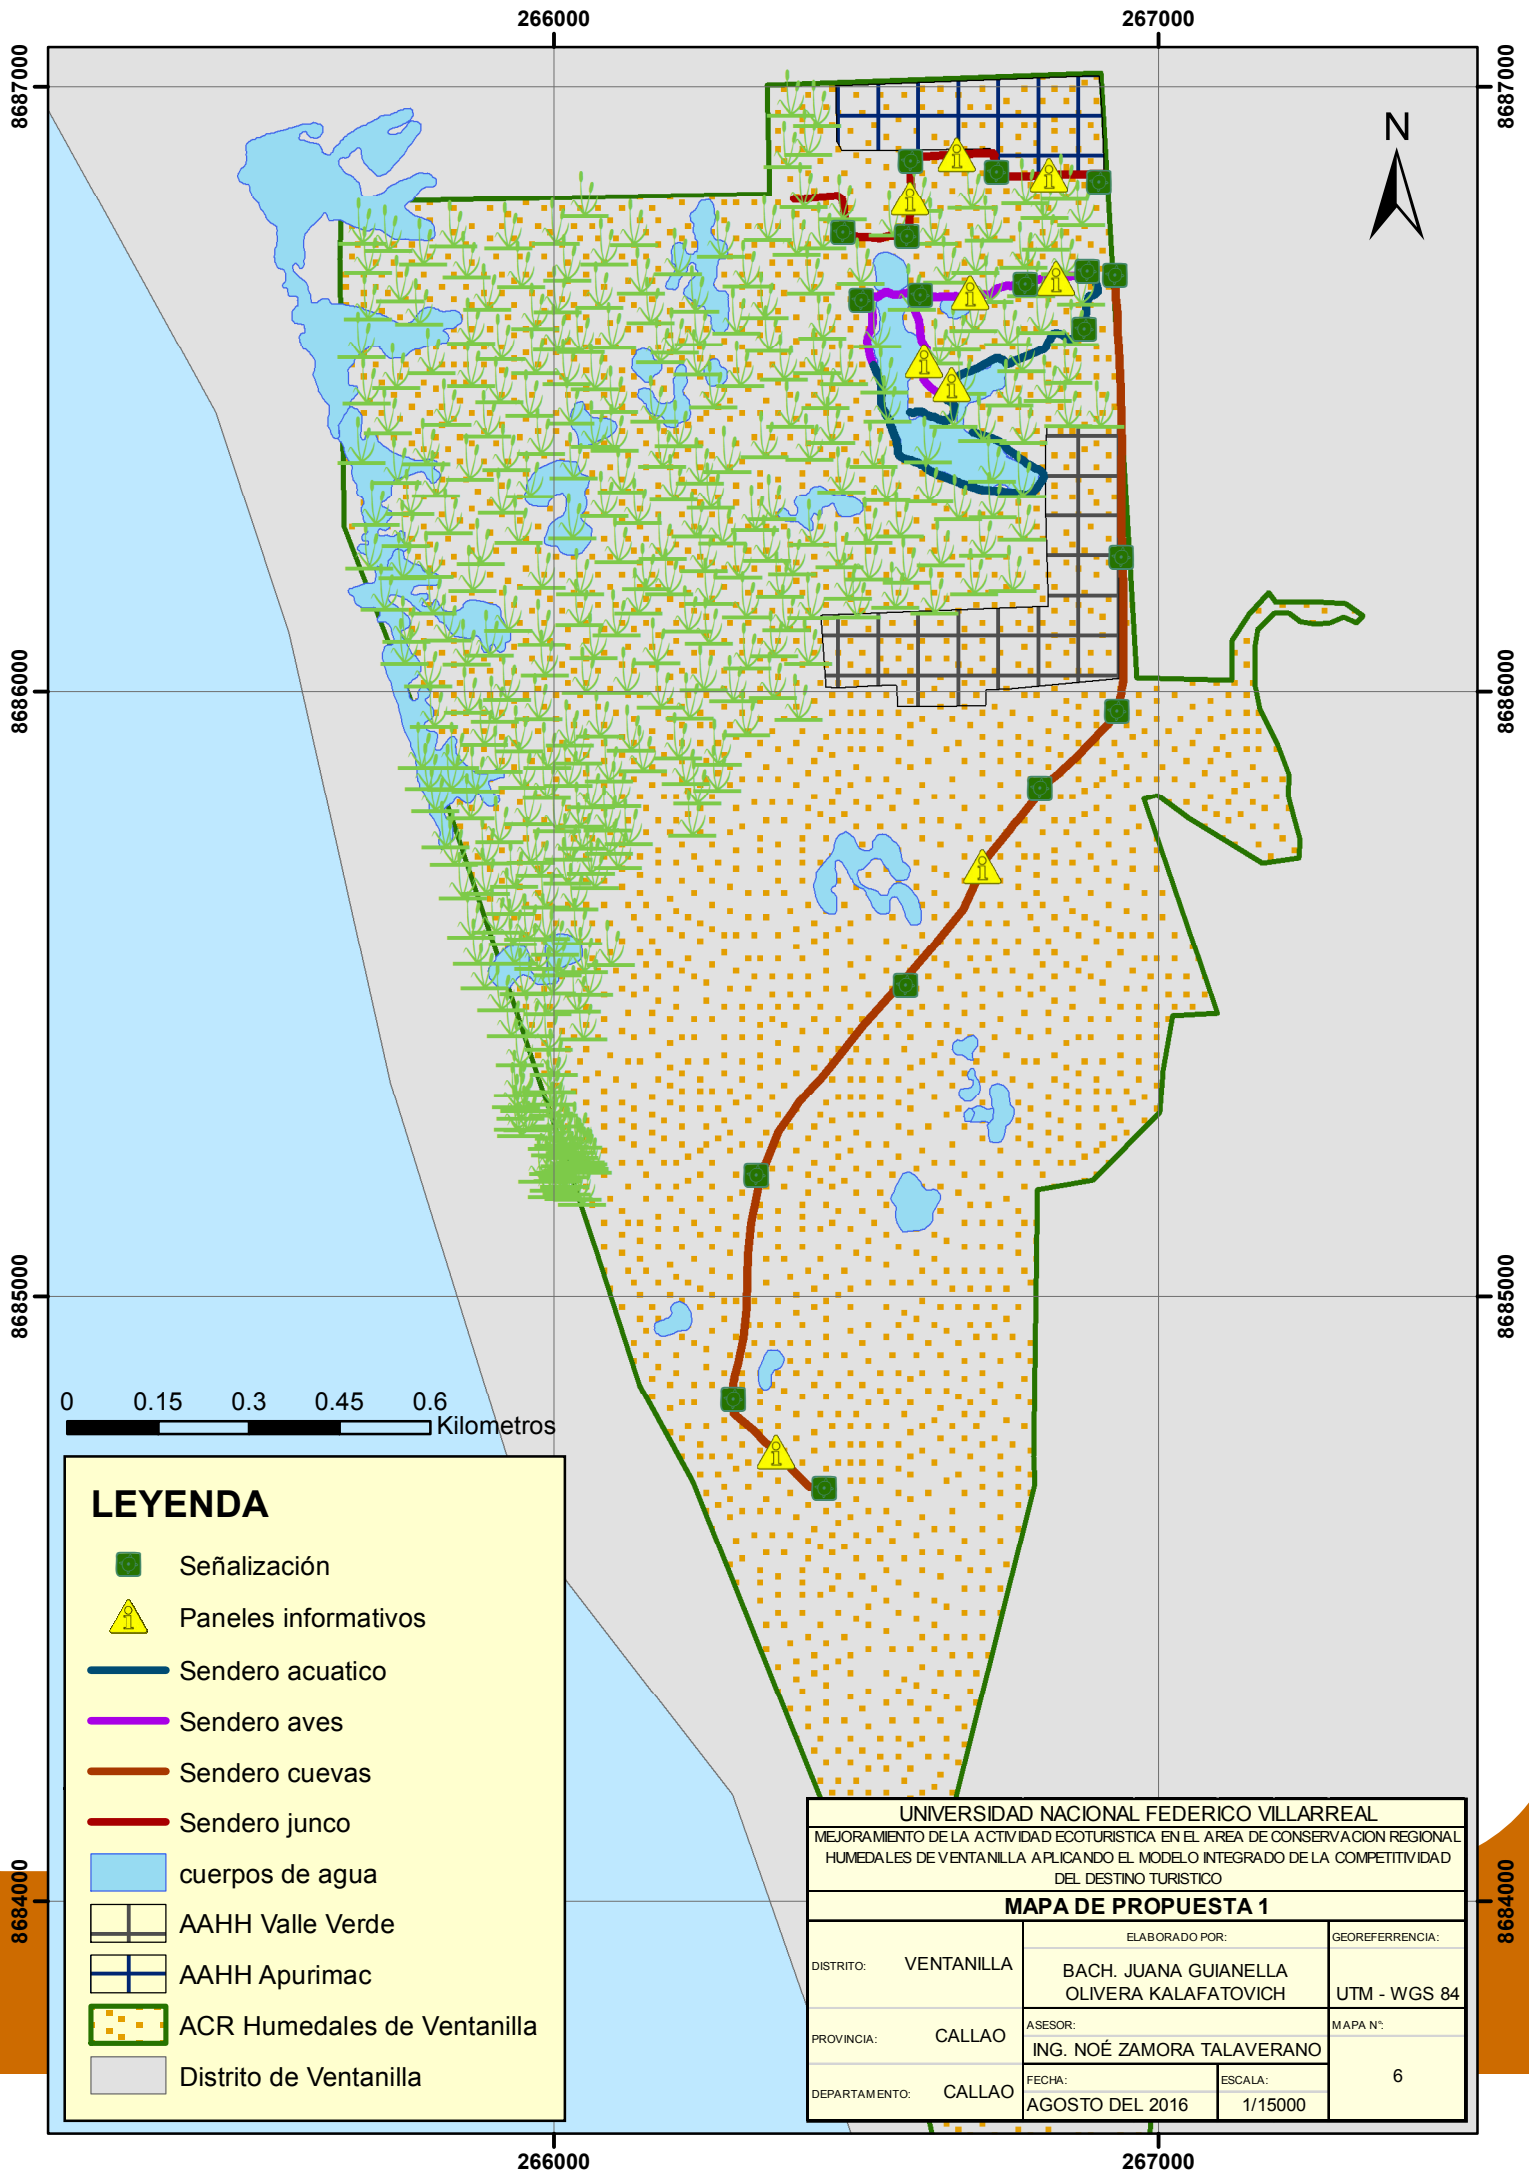 266000
267000
8687000
8687000
N
8686000
8686000
8685000
8685000
0 0.15 0.3 0.45 0.6
Kilometros
LEYENDA
Señalización
Paneles informativos
Sendero acuatico
Sendero aves
Sendero cuevas
Sendero junco
cuerpos de agua
AAHH Valle Verde
AAHH Apurimac
ACR Humedales de Ventanilla
Distrito de Ventanilla
8684000
8684000
UNIVERSIDAD NACIONAL FEDERICO VILLARREAL
MEJORAMIENTO DE LA ACTIVIDAD ECOTURISTICA EN EL AREA DE CONSERVACION REGIONAL
HUMEDALES DE VENTANILLA APLICANDO EL MODELO INTEGRADO DE LA COMPETITIVIDAD
DEL DESTINO TURISTICO
MAPA DE PROPUESTA 1
DISTRITO: VENTANILLA
PROVINCIA: CALLAO
DEPARTAMENTO: CALLAO
ELABORADO POR:
BACH. JUANA GUIANELLA
OLIVERA KALAFATOVICH
ASESOR:
ING. NOÉ ZAMORA TALAVERANO
FECHA:
AGOSTO DEL 2016
ESCALA:
1/15000
GEOREFERRENCIA:
UTM - WGS 84
MAPA N°:
6
266000
267000